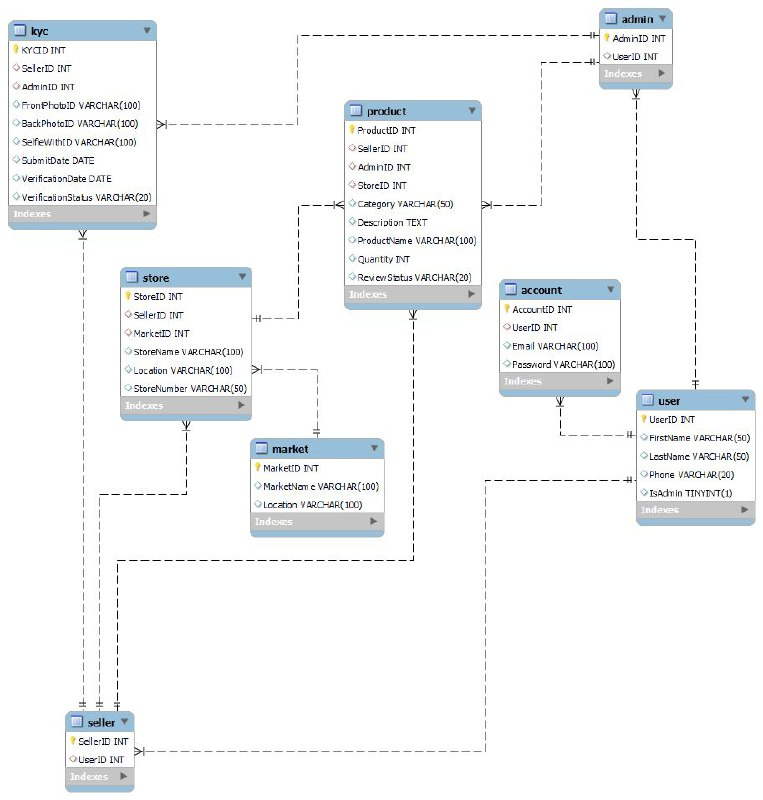 kyc
KYCID INT
SellerID INT
AdminID INT
FrontPhotoID VARCHAR(100)
BackPhotoID VARCHAR(100)
SelfieWithID VARCHAR(100)
SubmitDate DATE
VerificationDate DATE
VerificationStatus VARCHAR(20)
Indexes
admin
AdminID INT
UserID INT
Indexes
product
ProductID INT
SellerID INT
AdminID INT
StoreID INT
Category VARCHAR(50)
Description TEXT
ProductName VARCHAR(100)
Quantity INT
ReviewStatus VARCHAR(20)
Indexes
store
StoreID INT
SellerID INT
MarketID INT
StoreName VARCHAR(100)
Location VARCHAR(100)
StoreNumber VARCHAR(50)
Indexes
account
AccountID INT
UserID INT
Email VARCHAR(100)
Password VARCHAR(100)
Indexes
user
UserID INT
FirstName VARCHAR(50)
LastName VARCHAR(50)
Phone VARCHAR(20)
IsAdmin TINYINT(1)
Indexes
market
MarketID INT
MarketName VARCHAR(100)
Location VARCHAR(100)
Indexes
seller
SellerID INT
UserID INT
Indexes